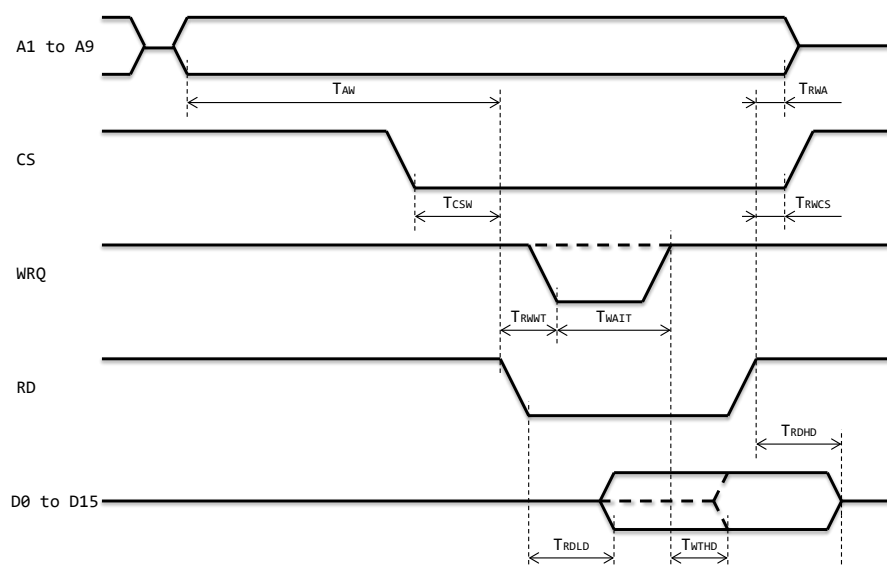 A1 to A9
TAW
TRWA
CS
TCSW
TRWCS
WRQ
TRWWT
TWAIT
RD
TRDHD
D0 to D15
TRDLD
TWTHD